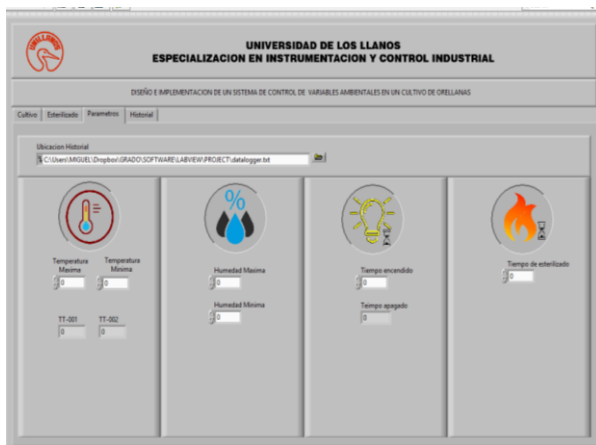 UNILLANOS
UNIVERSIDAD DE LOS LLANOS
ESPECIALIZACION EN INSTRUMENTACION Y CONTROL INDUSTRIAL
DISEÑO E IMPLEMENTACION DE UN SISTEMA DE CONTROL DE VARIABLES AMBIENTALES EN UN CULTIVO DE ORELLANAS
Cultivo Esterilizado Parametros Historial
Ubicacion Historial
C:\Users\MIGUEL\Dropbox\GRADO\SOFTWARE\LABVIEW\PROJECT\datalogger.txt
Temperatura Maxima
Temperatura Minima
0 0
TT-001 TT-002
0 0
%
Humedad Maxima
0
Humedad Minima
0
Tiempo encendido
0
Teimpo apagado
0
Tiempo de esterilizado
0